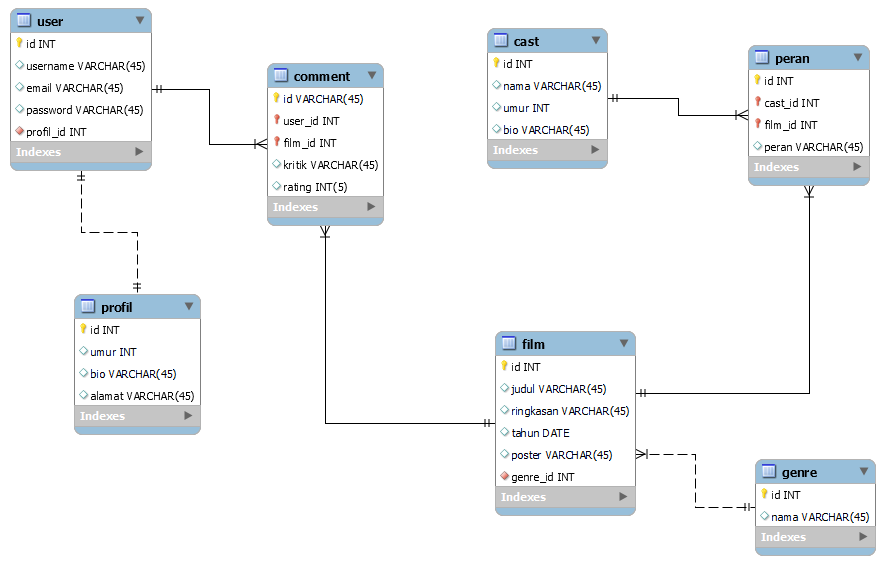 user
id INT
username VARCHAR(45)
email VARCHAR(45)
password VARCHAR(45)
profil_id INT
Indexes
comment
id VARCHAR(45)
user_id INT
film_id INT
kritik VARCHAR(45)
rating INT(5)
Indexes
cast
id INT
nama VARCHAR(45)
umur INT
bio VARCHAR(45)
Indexes
peran
id INT
cast_id INT
film_id INT
peran VARCHAR(45)
Indexes
profil
id INT
umur INT
bio VARCHAR(45)
alamat VARCHAR(45)
Indexes
film
id INT
judul VARCHAR(45)
ringkasan VARCHAR(45)
tahun DATE
poster VARCHAR(45)
genre_id INT
Indexes
genre
id INT
nama VARCHAR(45)
Indexes